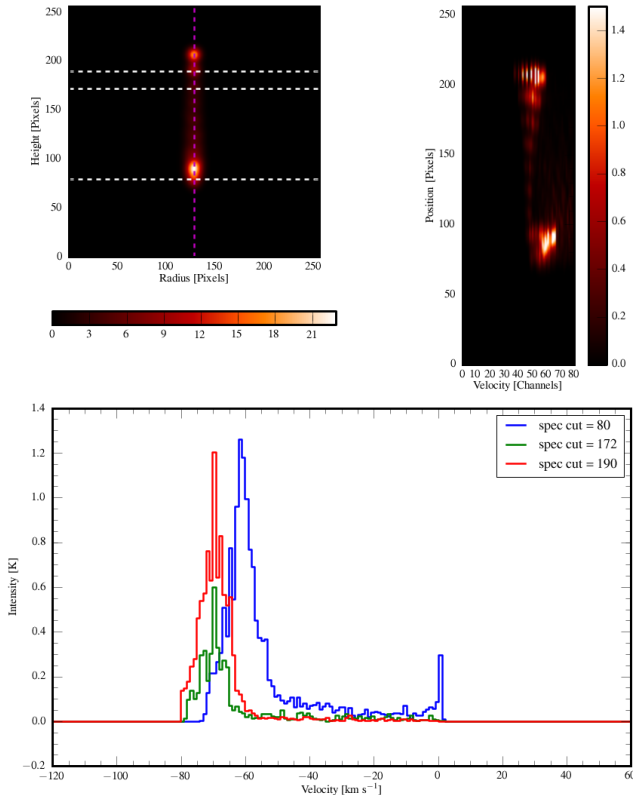 250
200
150
100
50
0
Height [Pixels]
0 50 100 150 200 250
Radius [Pixels]
0 3 6 9 12 15 18 21
250
200
150
100
50
0
Position [Pixels]
0 10 20 30 40 50 60 70 80
Velocity [Channels]
1.4
1.2
1.0
0.8
0.6
0.4
0.2
0.0
1.4
1.2
1.0
0.8
0.6
0.4
0.2
0.0
−0.2
Intensity [K]
spec cut = 80
spec cut = 172
spec cut = 190
−120 −100 −80 −60 −40 −20 0 20 40 60
Velocity [km s⁻¹]